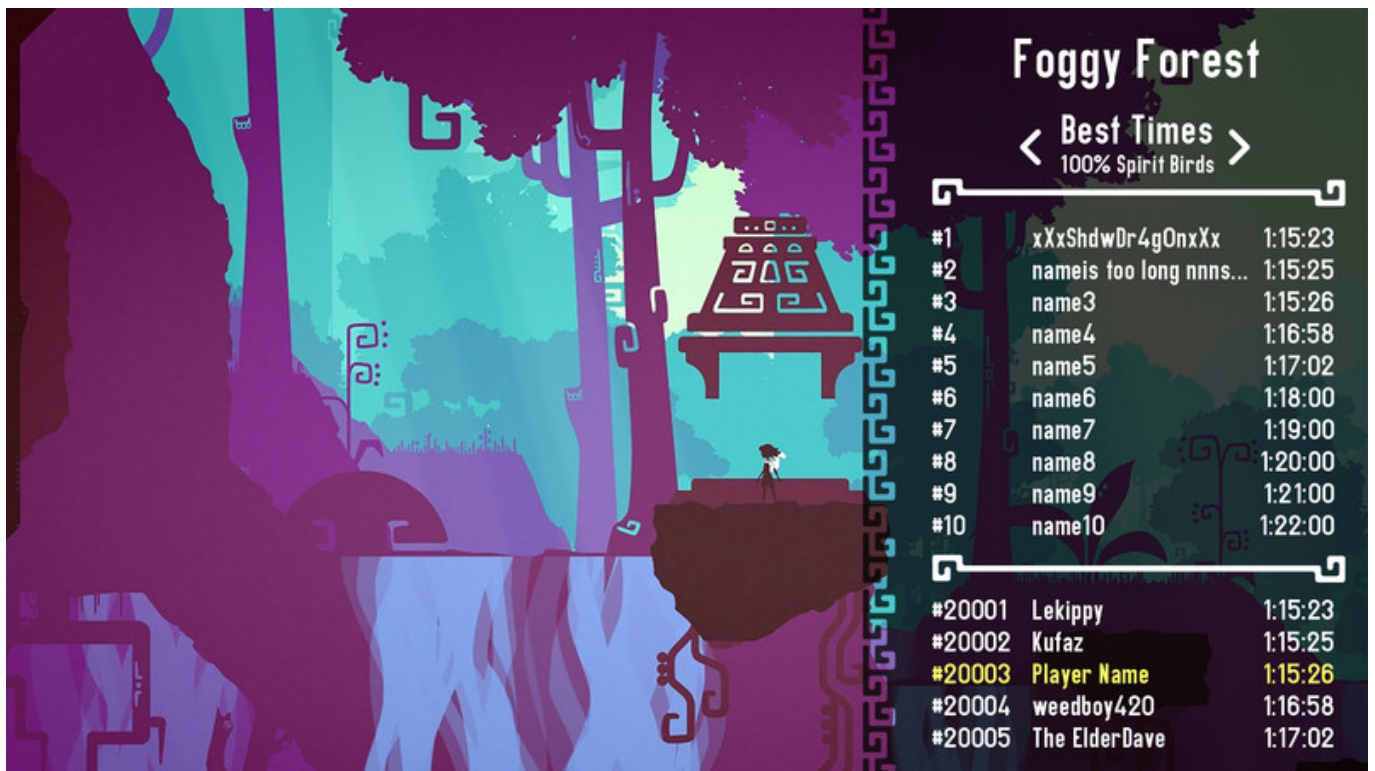 Foggy Forest
< Best Times >
100% Spirit Birds
#1 xXxShdwDr4gOnxXx 1:15:23
#2 nameis too long nnns... 1:15:25
#3 name3 1:15:26
#4 name4 1:16:58
#5 name5 1:17:02
#6 name6 1:18:00
#7 name7 1:19:00
#8 name8 1:20:00
#9 name9 1:21:00
#10 name10 1:22:00
#20001 Lekippy 1:15:23
#20002 Kufaz 1:15:25
#20003 Player Name 1:15:26
#20004 weedboy420 1:16:58
#20005 The ElderDave 1:17:02